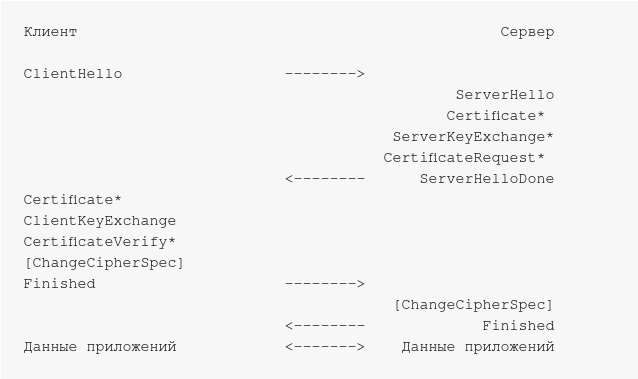 Клиент Сервер
ClientHello -------->
ServerHello
Certificate*
ServerKeyExchange*
CertificateRequest*
<-------- ServerHelloDone
Certificate*
ClientKeyExchange
CertificateVerify*
[ChangeCipherSpec]
Finished -------->
[ChangeCipherSpec]
<-------- Finished
Данные приложений <-------> Данные приложений